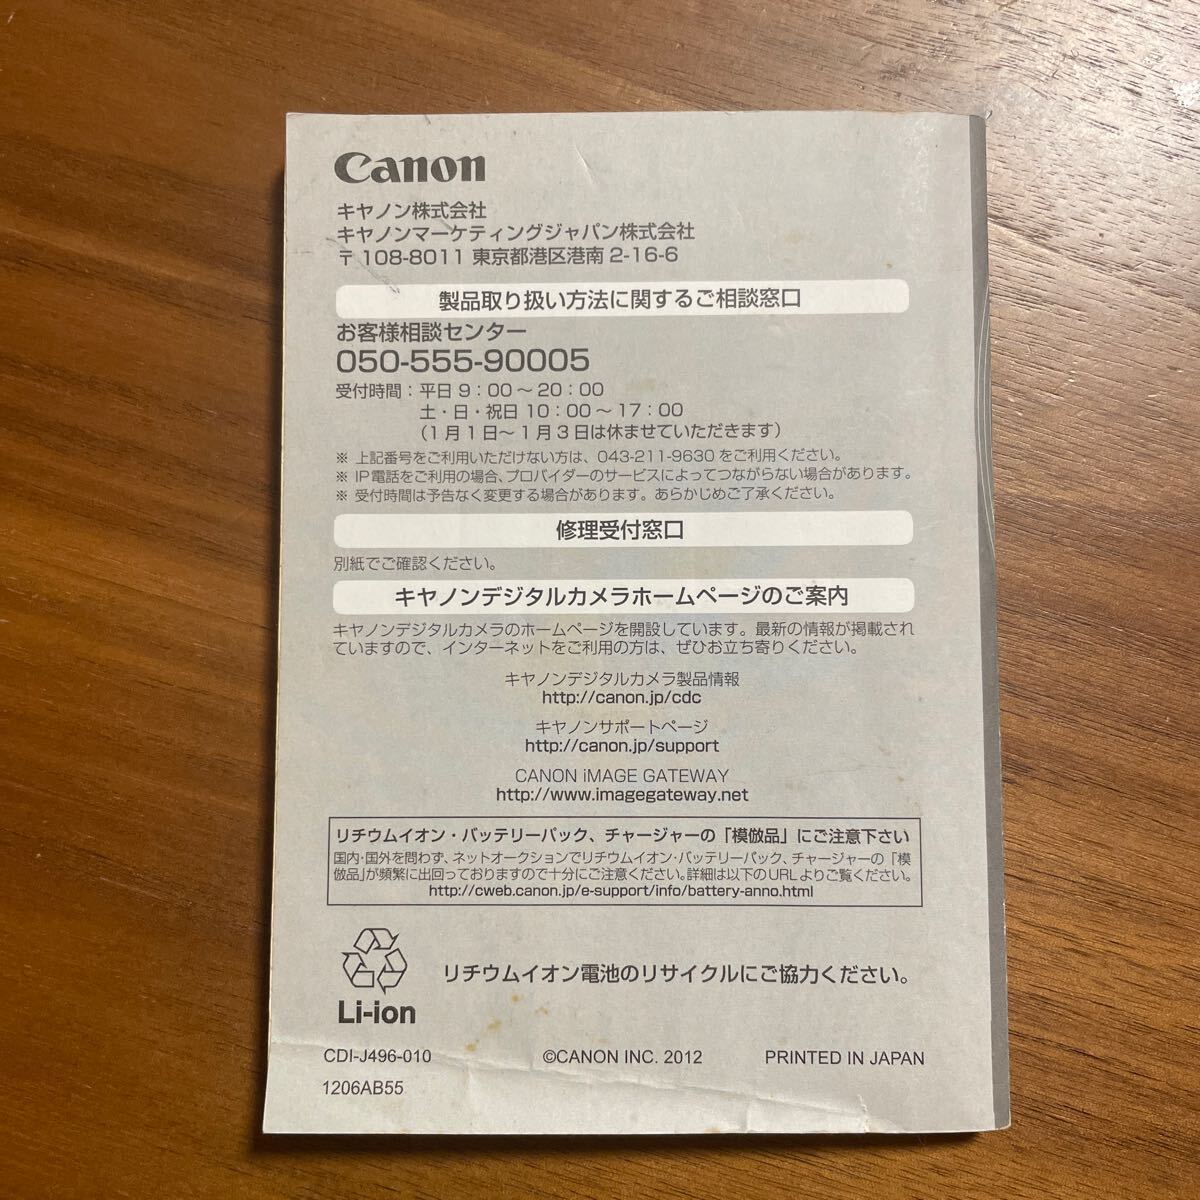 Canon
キヤノン株式会社
キヤノンマーケティングジャパン株式会社
〒 108-8011 東京都港区港南 2-16-6
製品取り扱い方法に関するご相談窓口
お客様相談センター
050-555-90005
受付時間：平日 9：00～20：00
土・日・祝日 10：00～17：00
（1月1日～1月3日は休ませていただきます）
※ 上記番号をご利用いただけない方は、043-211-9630 をご利用ください。
※ IP電話をご利用の場合、プロバイダーのサービスによってつながらない場合があります。
※ 受付時間は予告なく変更する場合があります。あらかじめご了承ください。
修理受付窓口
別紙でご確認ください。
キヤノンデジタルカメラホームページのご案内
キヤノンデジタルカメラのホームページを開設しています。最新の情報が掲載され
ていますので、インターネットをご利用の方は、ぜひお立ち寄りください。
キヤノンデジタルカメラ製品情報
http://canon.jp/cdc
キヤノンサポートページ
http://canon.jp/support
CANON iMAGE GATEWAY
http://www.imagegateway.net
リチウムイオン・バッテリーパック、チャージャーの「模倣品」にご注意下さい
国内・国外を問わず、ネットオークションでリチウムイオン・バッテリーパック、チャージャーの「模
倣品」が頻繁に出回っておりますので十分にご注意ください。詳細は以下のURLよりご覧ください。
http://cweb.canon.jp/e-support/info/battery-anno.html
リチウムイオン電池のリサイクルにご協力ください。
Li-ion
CDI-J496-010 ©CANON INC. 2012 PRINTED IN JAPAN
1206AB55